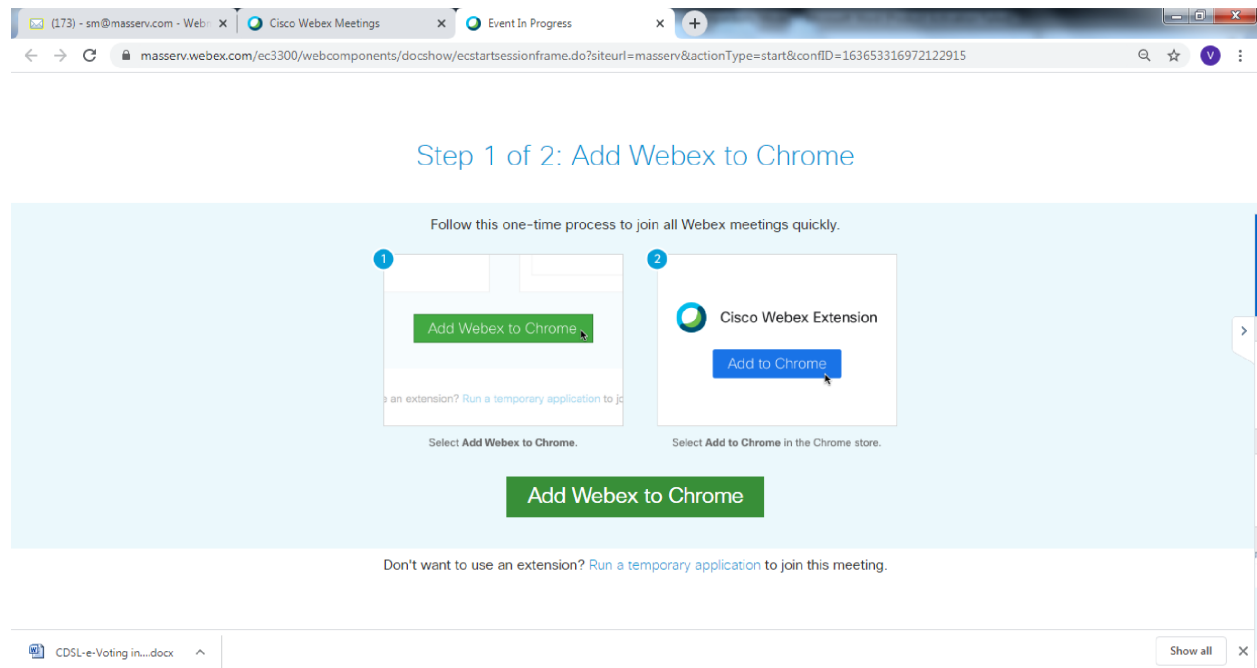 (173) - sm@masserv.com - Webr
Cisco Webex Meetings
Event In Progress
masserv.webex.com/ec3300/webcomponents/docshow/ecstartsessionframe.do?siteurl=masserv&actionType=start&confID=163653316972122915
V
Step 1 of 2: Add Webex to Chrome
Follow this one-time process to join all Webex meetings quickly.
1
Add Webex to Chrome
e an extension? Run a temporary application to jo
Select Add Webex to Chrome.
2
Cisco Webex Extension
Add to Chrome
Select Add to Chrome in the Chrome store.
Add Webex to Chrome
Don't want to use an extension? Run a temporary application to join this meeting.
CDSL-e-Voting in....docx
Show all